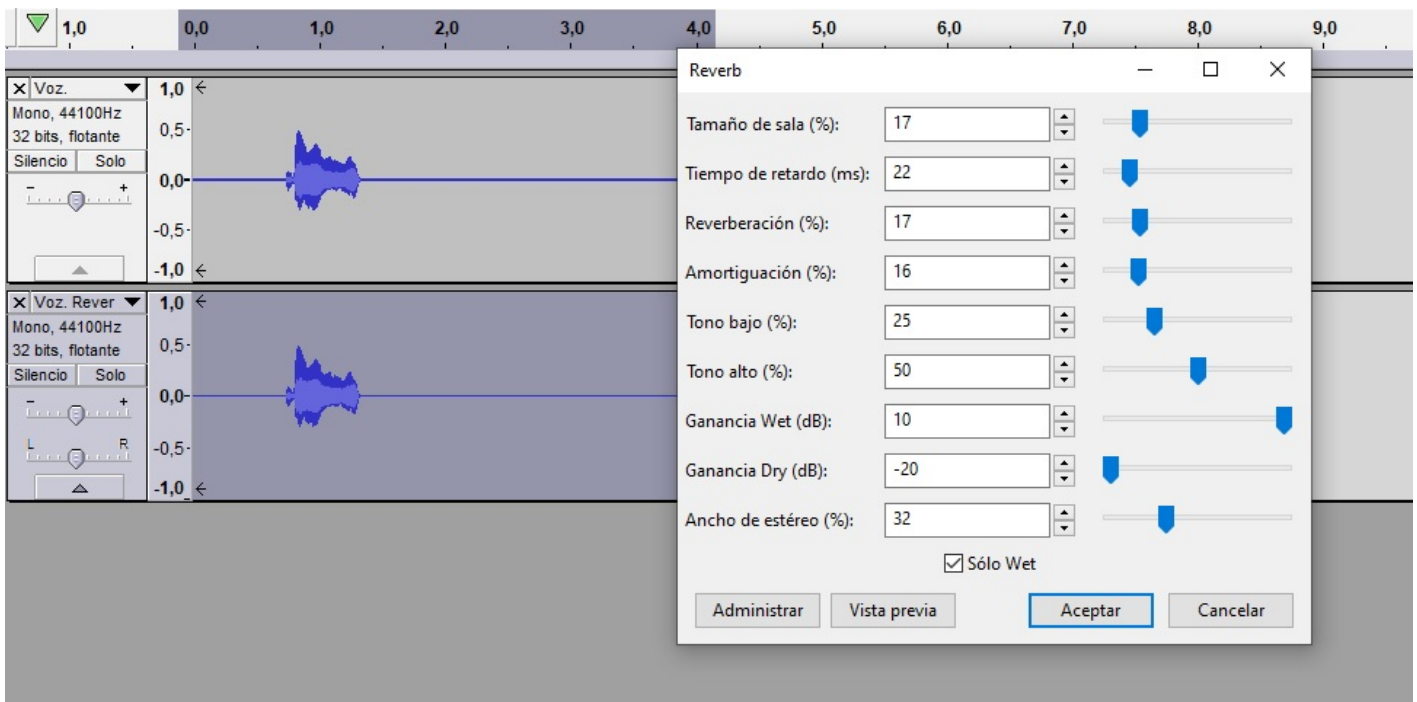 1,0 0,0 1,0 2,0 3,0 4,0 5,0 6,0 7,0 8,0 9,0
X Voz.
Mono, 44100Hz
32 bits, flotante
Silencio Solo
- +
1,0
0,5-
0,0-
-0,5-
-1,0
X Voz. Rever
Mono, 44100Hz
32 bits, flotante
Silencio Solo
- +
L R
1,0
0,5-
0,0-
-0,5-
-1,0
Reverb
Tamaño de sala (%): 17
Tiempo de retardo (ms): 22
Reverberación (%): 17
Amortiguación (%): 16
Tono bajo (%): 25
Tono alto (%): 50
Ganancia Wet (dB): 10
Ganancia Dry (dB): -20
Ancho de estéreo (%): 32
Sólo Wet
Administrar Vista previa Aceptar Cancelar